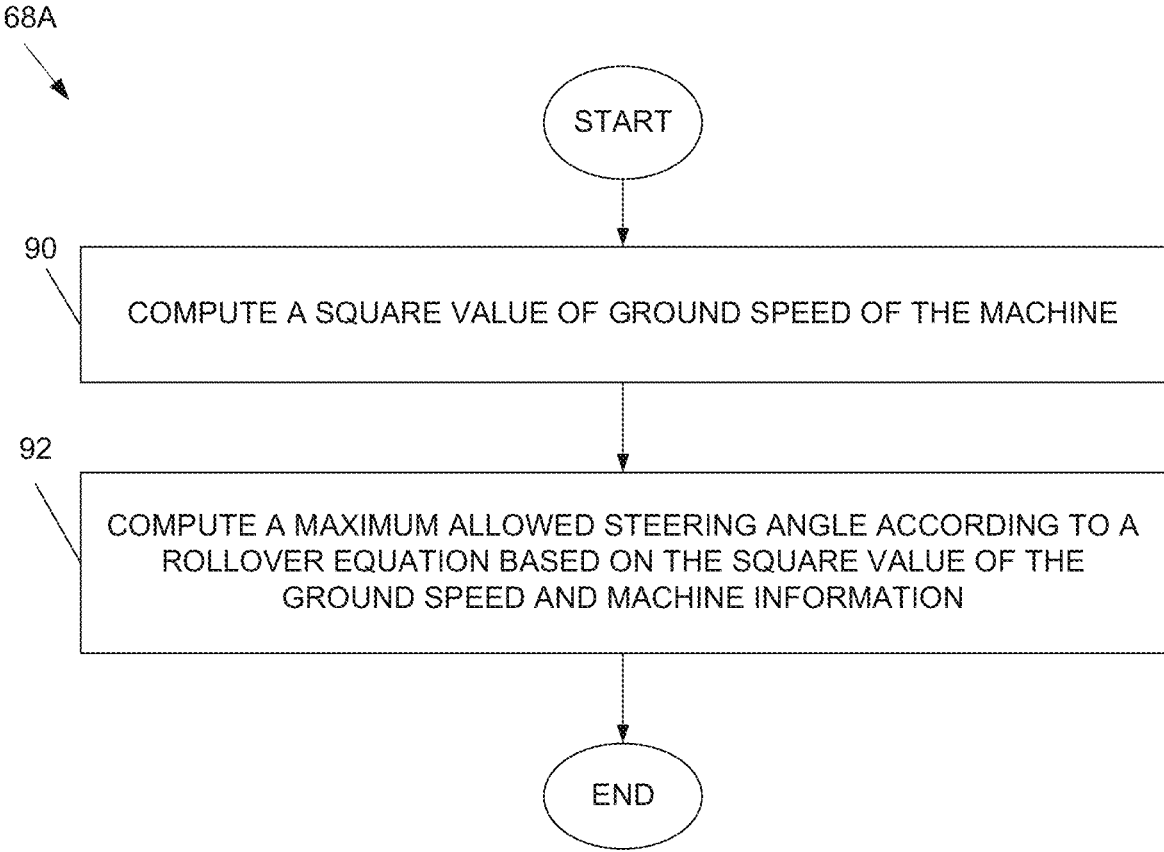 68A
START
90
COMPUTE A SQUARE VALUE OF GROUND SPEED OF THE MACHINE
92
COMPUTE A MAXIMUM ALLOWED STEERING ANGLE ACCORDING TO A
ROLLOVER EQUATION BASED ON THE SQUARE VALUE OF THE
GROUND SPEED AND MACHINE INFORMATION
END